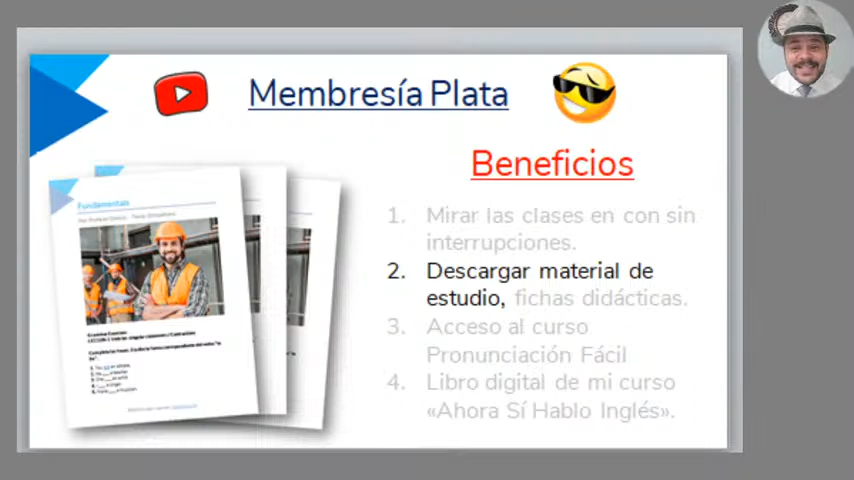 Membresía Plata
Beneficios
1. Mirar las clases en con sin
interrupciones.
2. Descargar material de
estudio, fichas didácticas.
3. Acceso al curso
Pronunciación Fácil
4. Libro digital de mi curso
«Ahora Sí Hablo Inglés».
Fundamentals